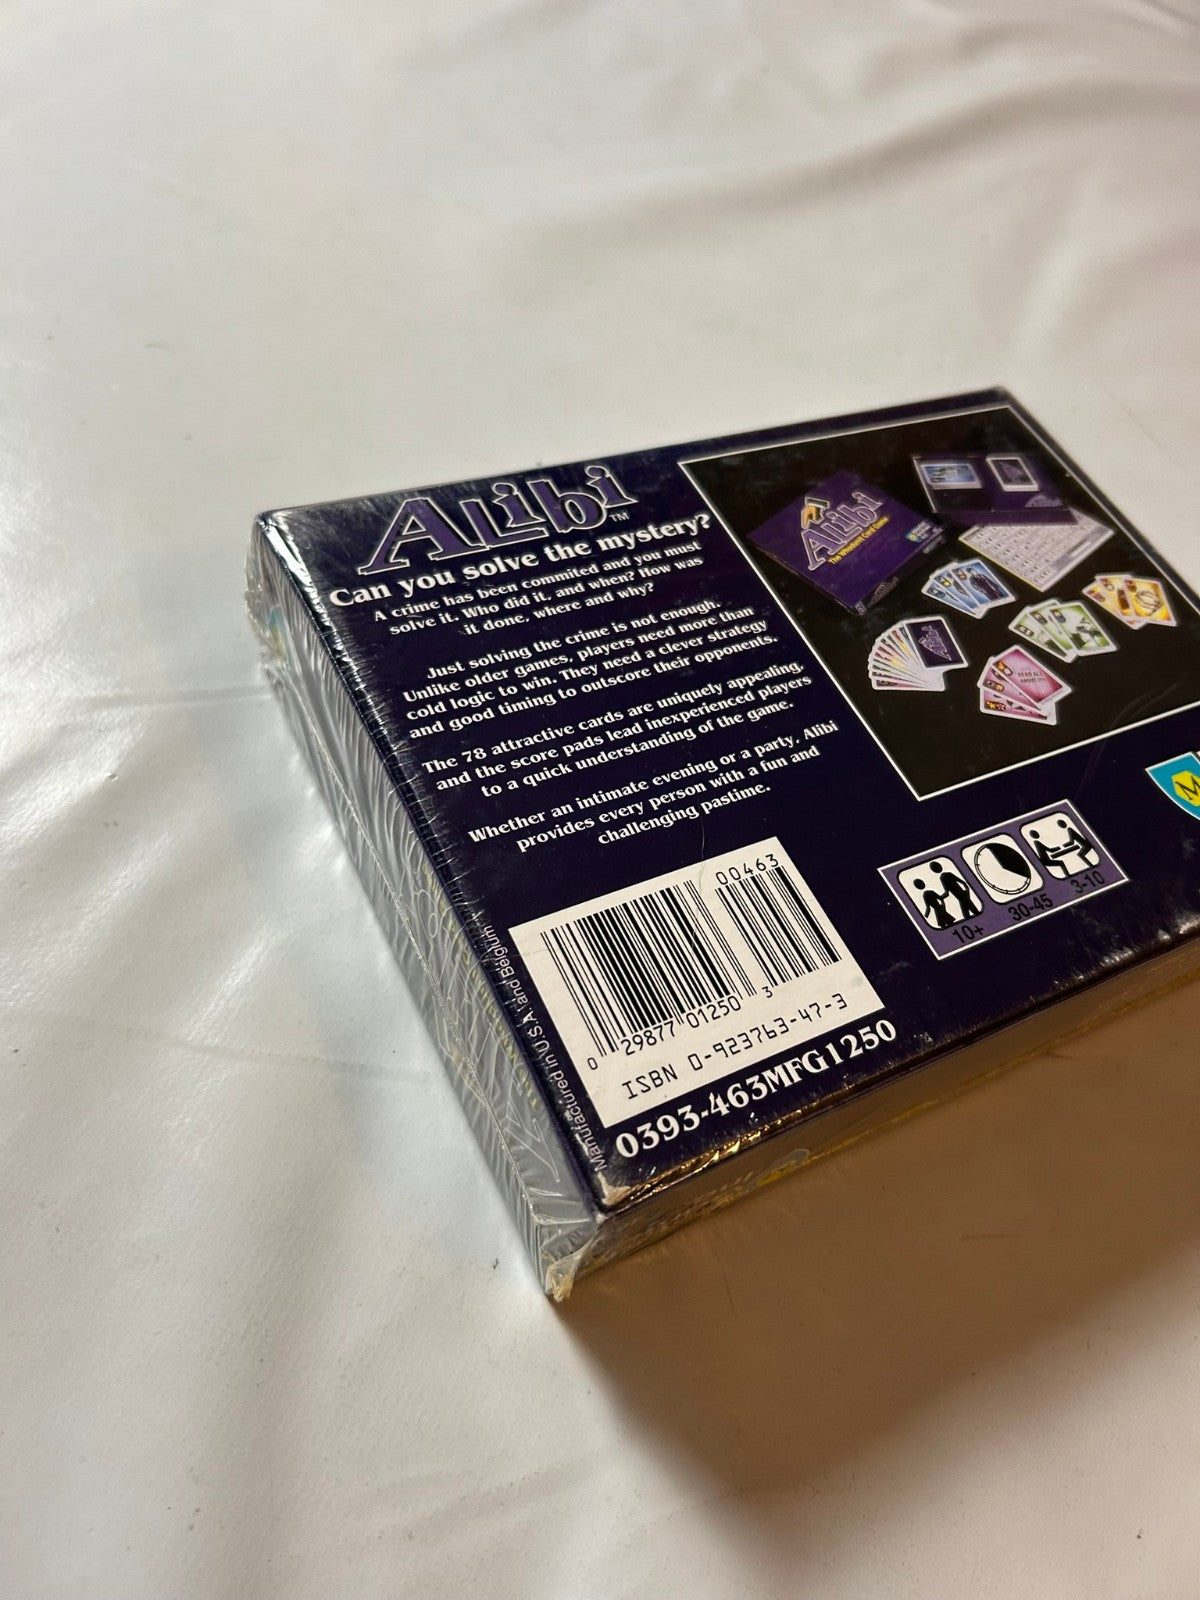 Alibi™
Can you solve the mystery?
A crime has been commited and you must
solve it. Who did it, and when? How was
it done, where and why?
Just solving the crime is not enough.
Unlike older games, players need more than
cold logic to win. They need a clever strategy
and good timing to outscore their opponents.
The 78 attractive cards are uniquely appealing,
and the score pads lead inexperienced players
to a quick understanding of the game.
Whether an intimate evening or a party, Alibi
provides every person with a fun and
challenging pastime.
Alibi
The Whodunit Card Game
Alibi
READ ALL
ABOUT IT!
M
10+
30-45
3-10
00463
0 29877 01250 3
ISBN 0-923763-47-3
0393-463MFG1250
Manufactured in U.S.A. and Belgium